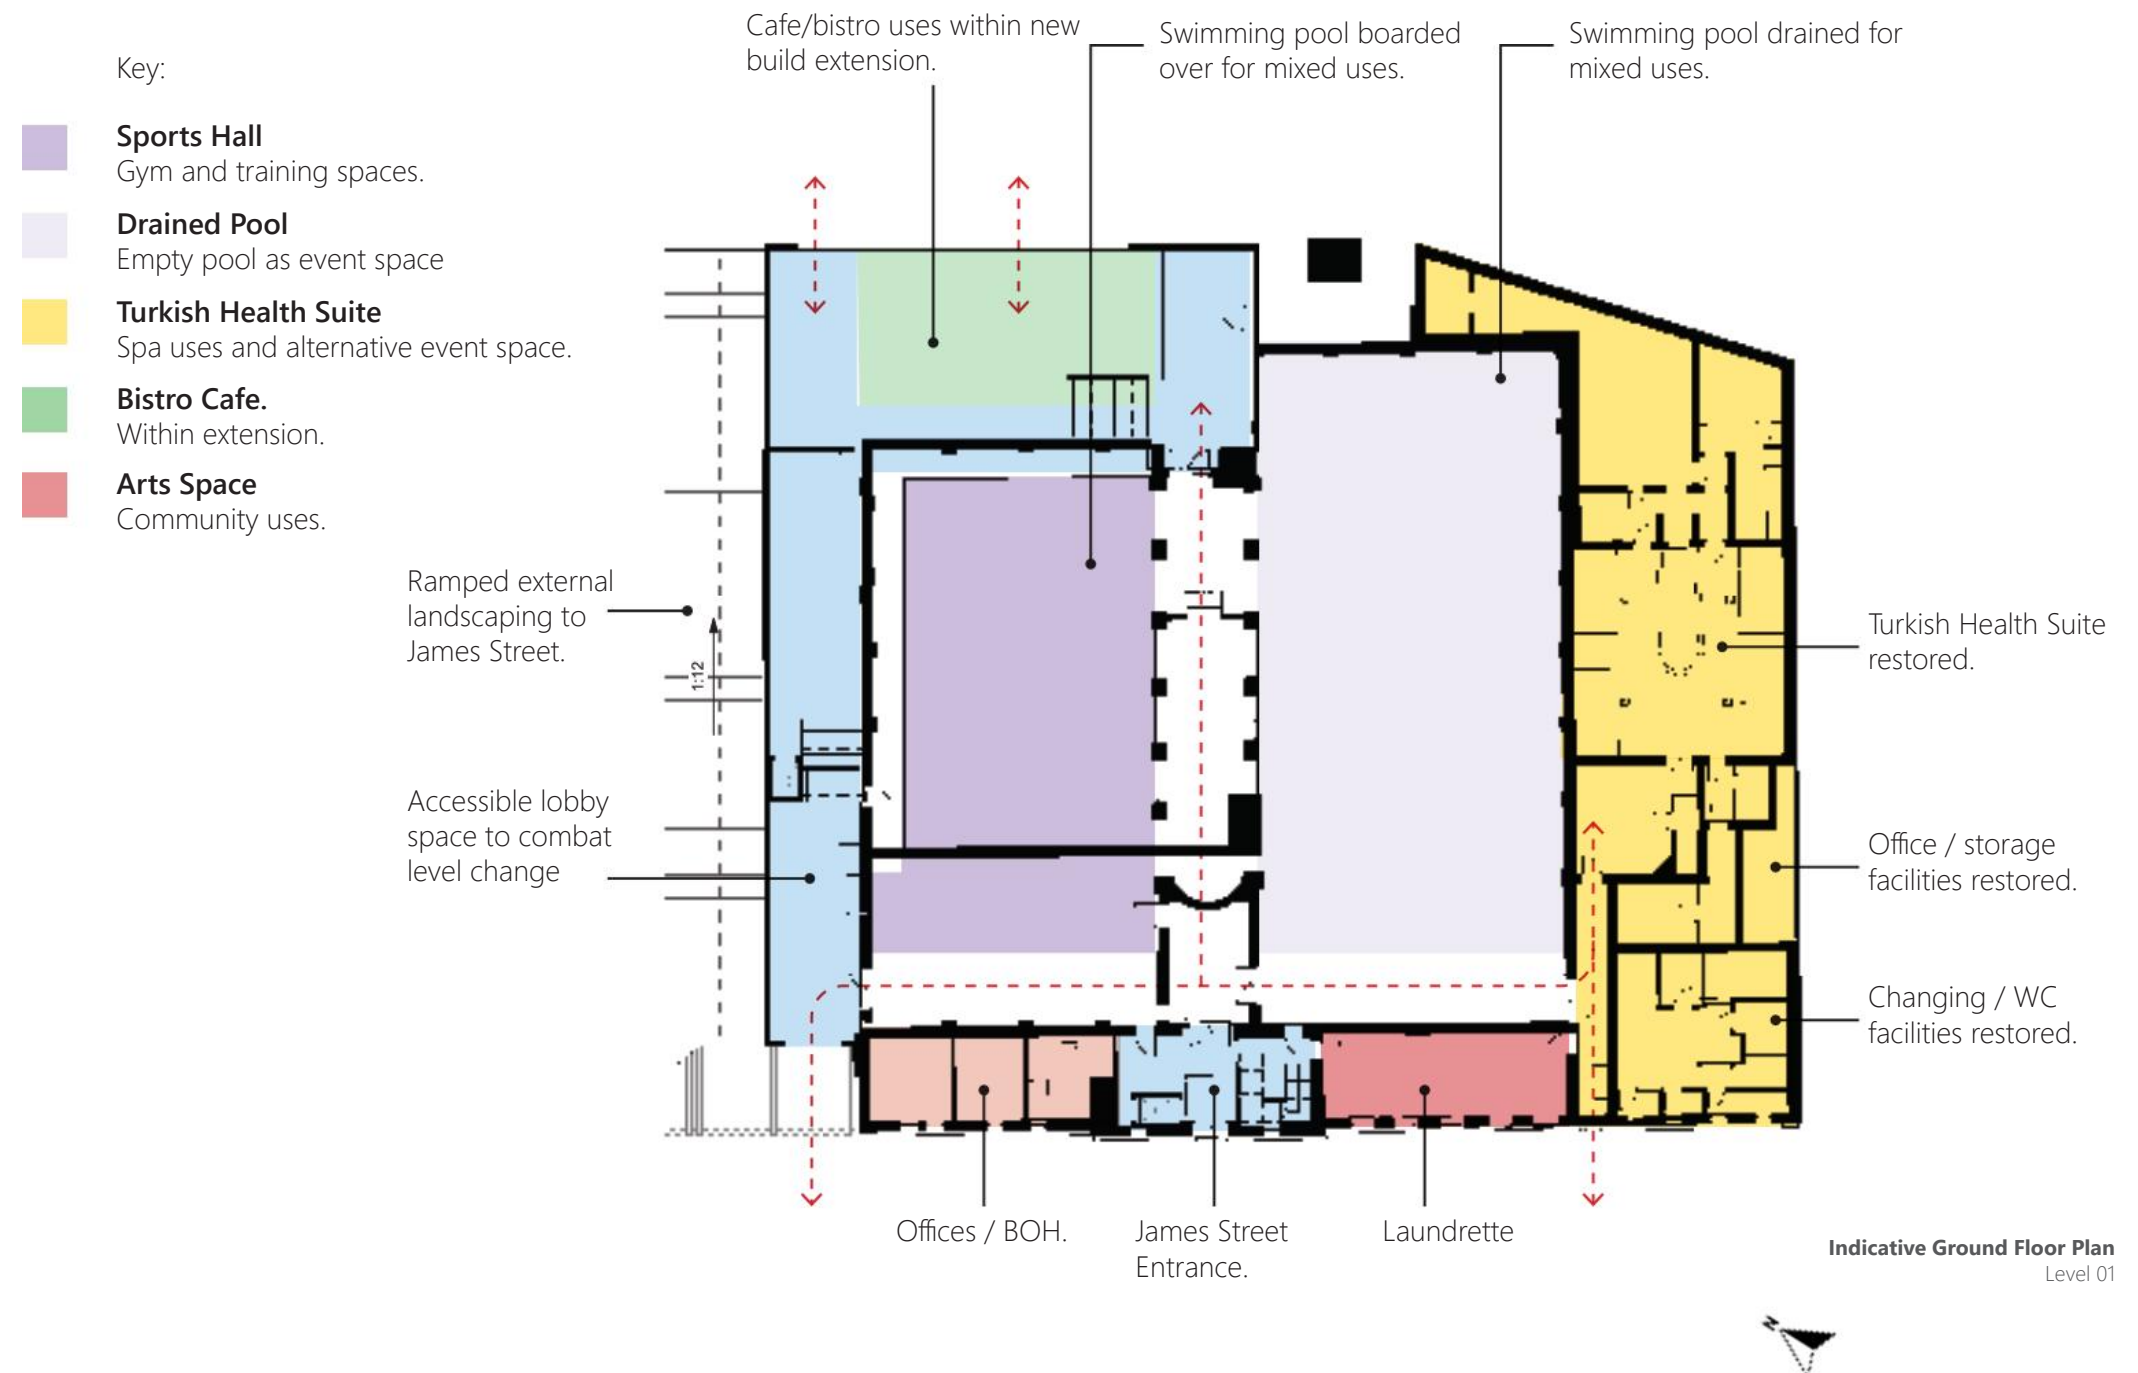 Key:
Sports Hall
Gym and training spaces.
Drained Pool
Empty pool as event space
Turkish Health Suite
Spa uses and alternative event space.
Bistro Cafe.
Within extension.
Arts Space
Community uses.
Cafe/bistro uses within new
build extension.
Swimming pool boarded
over for mixed uses.
Swimming pool drained for
mixed uses.
Ramped external
landscaping to
James Street.
1:12
Accessible lobby
space to combat
level change
Turkish Health Suite
restored.
Office / storage
facilities restored.
Changing / WC
facilities restored.
Offices / BOH.
James Street
Entrance.
Laundrette
Indicative Ground Floor Plan
Level 01
N